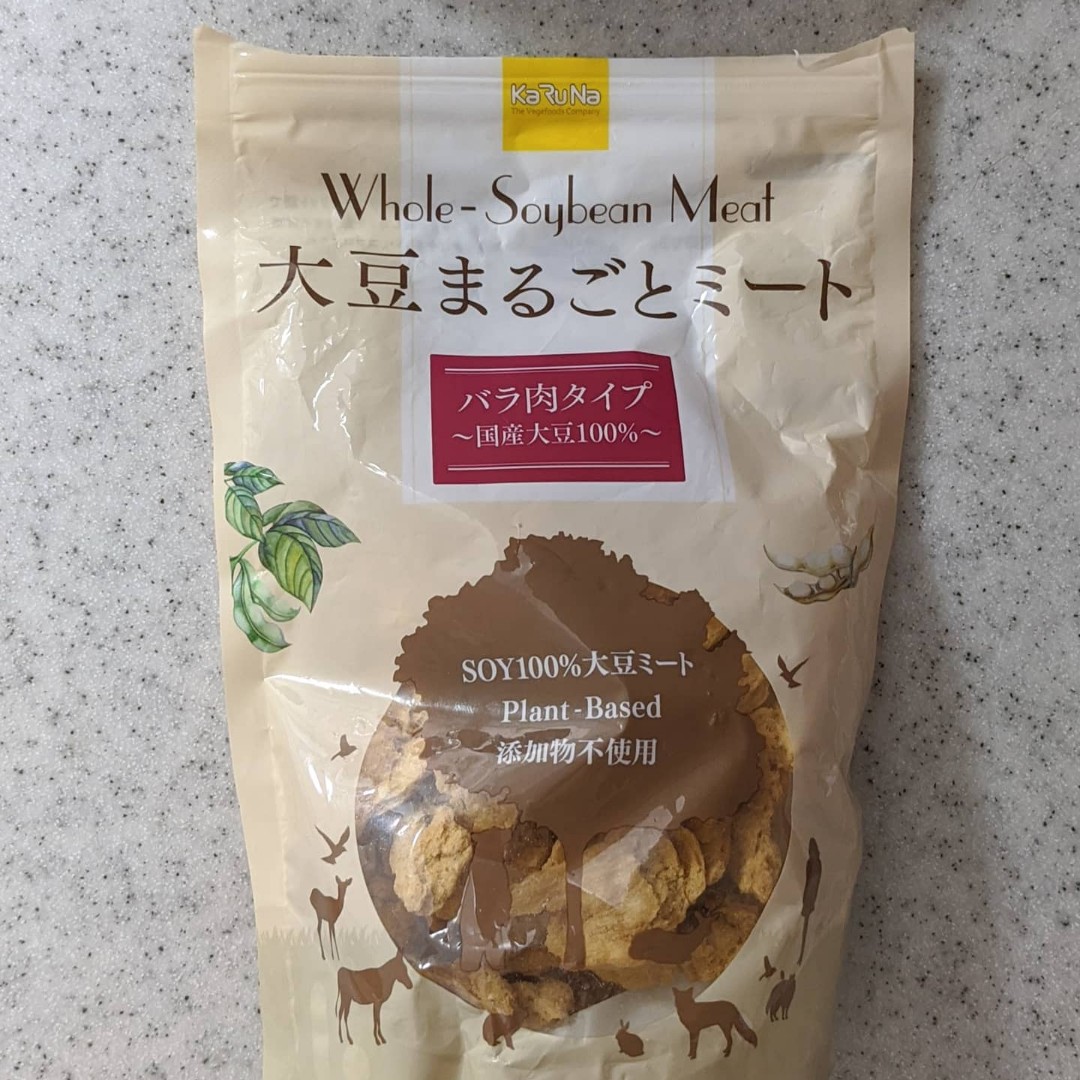 KaRuNa
The Vegefoods Company
Whole-Soybean Meat
大豆まるごとミート
バラ肉タイプ
～国産大豆100%～
SOY100%大豆ミート
Plant-Based
添加物不使用